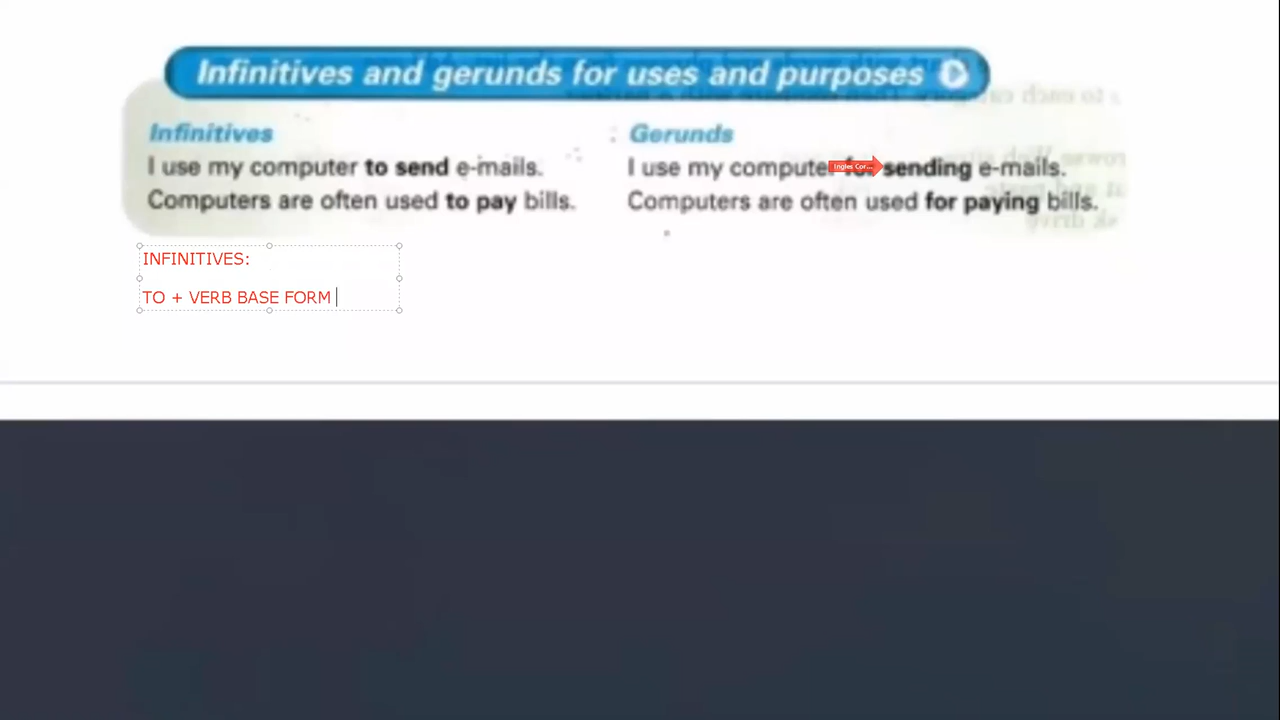 Infinitives and gerunds for uses and purposes
Infinitives
I use my computer to send e-mails.
Computers are often used to pay bills.
Gerunds
I use my computer for sending e-mails.
Ingles Cor...
Computers are often used for paying bills.
INFINITIVES:
TO + VERB BASE FORM